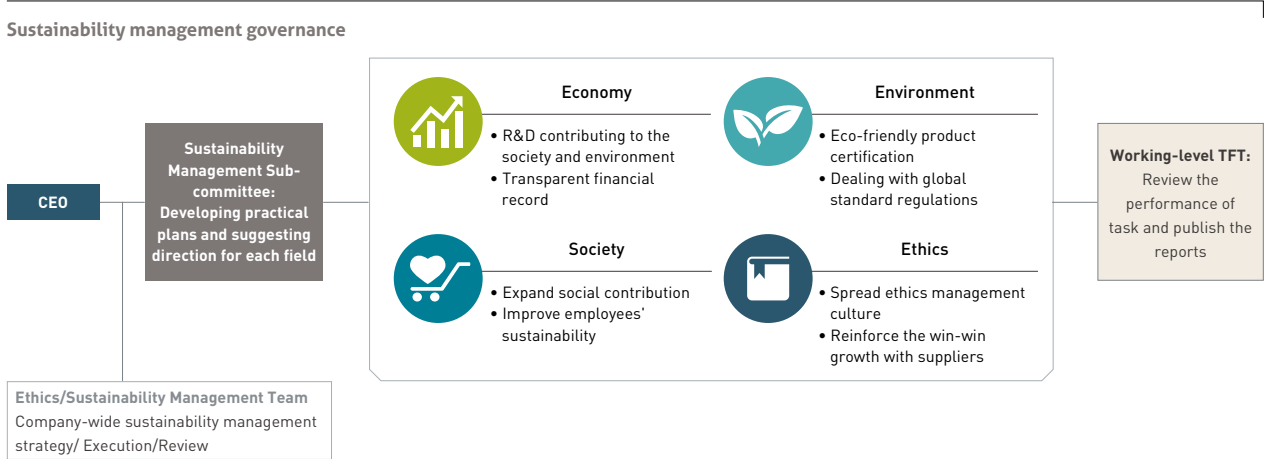 Sustainability management governance
CEO
Sustainability
Management Sub-
committee:
Developing practical
plans and suggesting
direction for each field
Ethics/Sustainability Management Team
Company-wide sustainability management
strategy/ Execution/Review
Economy
• R&D contributing to the
society and environment
• Transparent financial
record
Environment
• Eco-friendly product
certification
• Dealing with global
standard regulations
Society
• Expand social contribution
• Improve employees'
sustainability
Ethics
• Spread ethics management
culture
• Reinforce the win-win
growth with suppliers
Working-level TFT:
Review the
performance of
task and publish the
reports